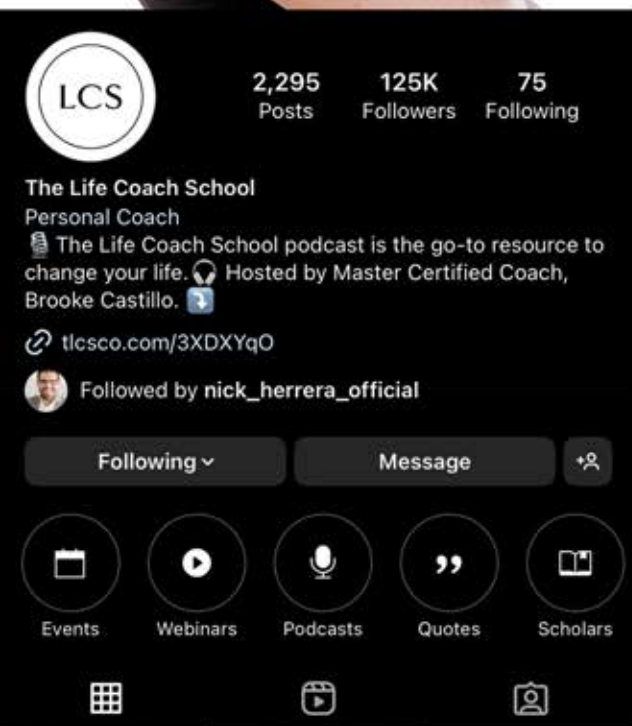 LCS
2,295 125K 75
Posts Followers Following
The Life Coach School
Personal Coach
🎙️ The Life Coach School podcast is the go-to resource to
change your life.🎧 Hosted by Master Certified Coach,
Brooke Castillo. ⤵️
tlcsco.com/3XDXYqO
Followed by nick_herrera_official
Following Message
Events Webinars Podcasts Quotes Scholars